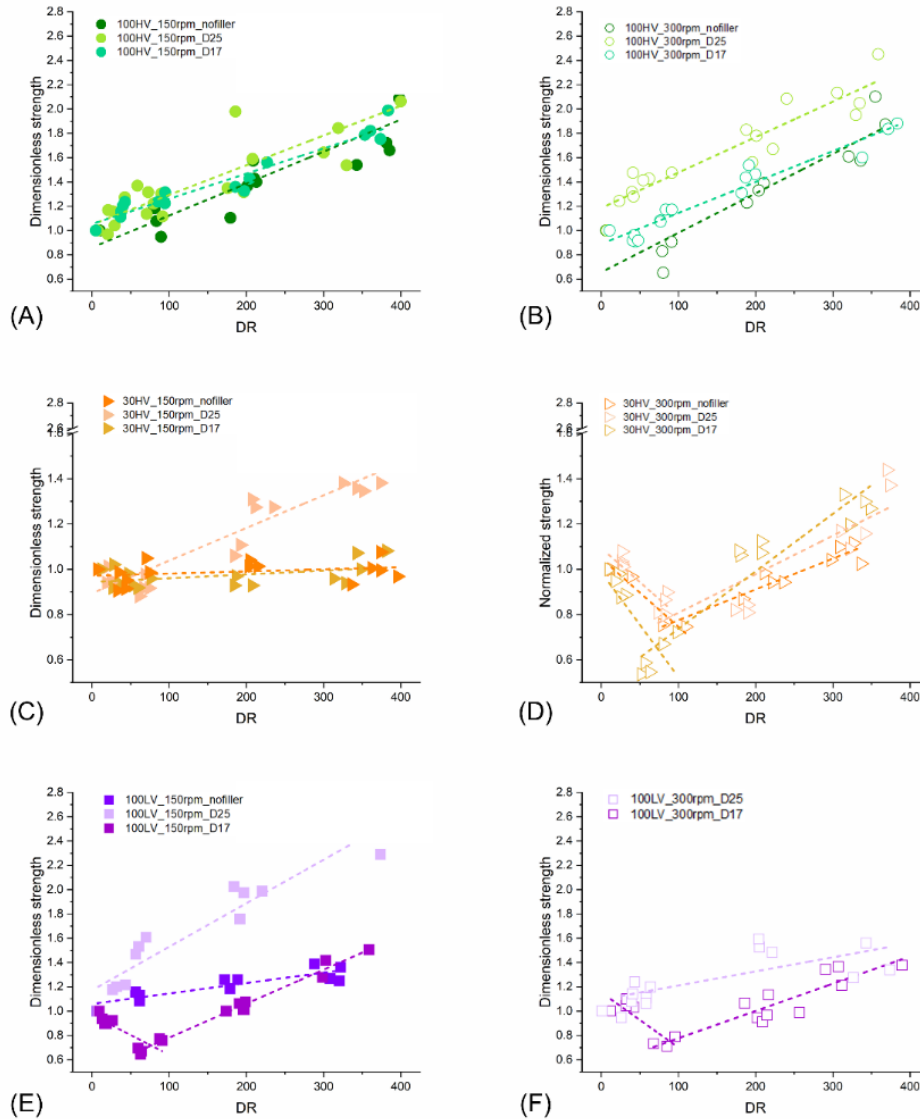 100HV_150rpm_nofiller
100HV_150rpm_D25
100HV_150rpm_D17
Dimensionless strength
2.8
2.6
2.4
2.2
2.0
1.8
1.6
1.4
1.2
1.0
0.8
0.6
0 100 200 300 400
DR
(A)
100HV_300rpm_nofiller
100HV_300rpm_D25
100HV_300rpm_D17
Dimensionless strength
2.8
2.6
2.4
2.2
2.0
1.8
1.6
1.4
1.2
1.0
0.8
0.6
0 100 200 300 400
DR
(B)
30HV_150rpm_nofiller
30HV_150rpm_D25
30HV_150rpm_D17
Dimensionless strength
2.8
2.6
1.6
1.4
1.2
1.0
0.8
0.6
0 100 200 300 400
DR
(C)
30HV_300rpm_nofiller
30HV_300rpm_D25
30HV_300rpm_D17
Normalized strength
2.8
2.6
1.6
1.4
1.2
1.0
0.8
0.6
0 100 200 300 400
DR
(D)
100LV_150rpm_nofiller
100LV_150rpm_D25
100LV_150rpm_D17
Dimensionless strength
2.8
2.6
2.4
2.2
2.0
1.8
1.6
1.4
1.2
1.0
0.8
0.6
0 100 200 300 400
DR
(E)
100LV_300rpm_D25
100LV_300rpm_D17
Dimensionless strength
2.8
2.6
2.4
2.2
2.0
1.8
1.6
1.4
1.2
1.0
0.8
0.6
0 100 200 300 400
DR
(F)